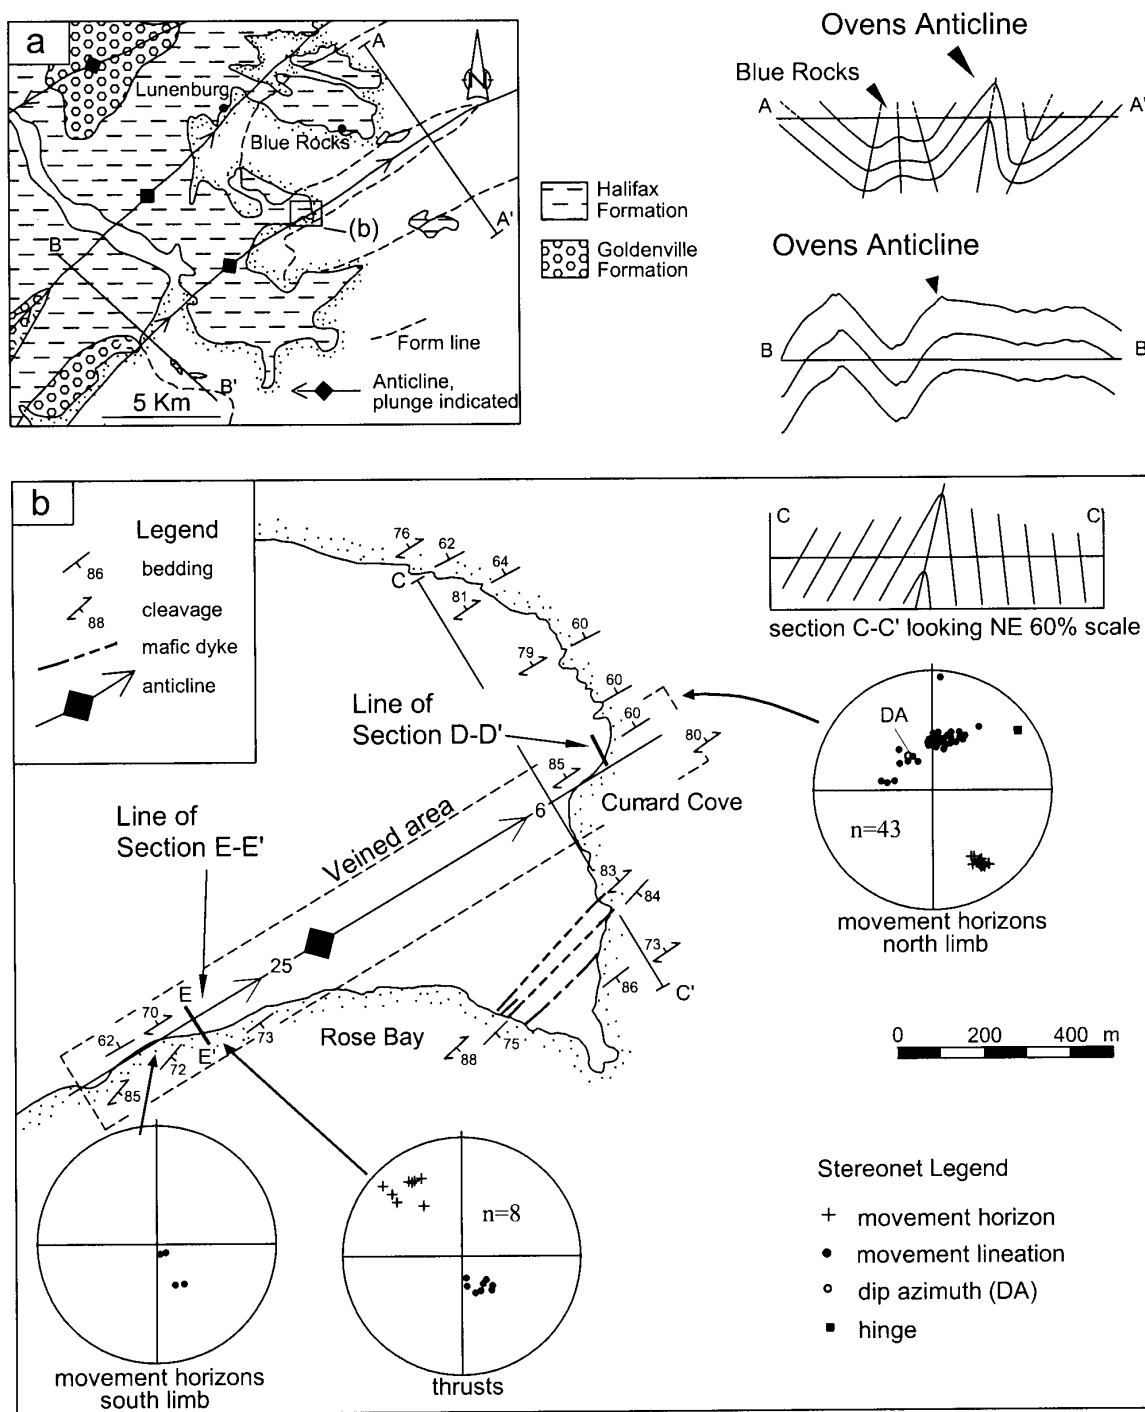 a
A
N
Lunenburg
Blue Rocks
(b)
A'
B
Form line
B'
5 Km
Anticline,
plunge indicated
Halifax
Formation
Goldenville
Formation
Ovens Anticline
Blue Rocks
A
A'
Ovens Anticline
B
B
b
Legend
86
bedding
88
cleavage
mafic dyke
anticline
76
62
C
64
81
60
79
60
60
Line of
Section D-D'
80
85
6
Cunard Cove
Veined area
Line of
Section E-E'
83
84
73
86
C'
25
E
70
62
E'
73
72
85
Rose Bay
88
75
C
C
section C-C' looking NE 60% scale
DA
n=43
movement horizons
north limb
0 200 400 m
n=8
movement horizons
south limb
thrusts
Stereonet Legend
movement horizon
movement lineation
dip azimuth (DA)
hinge